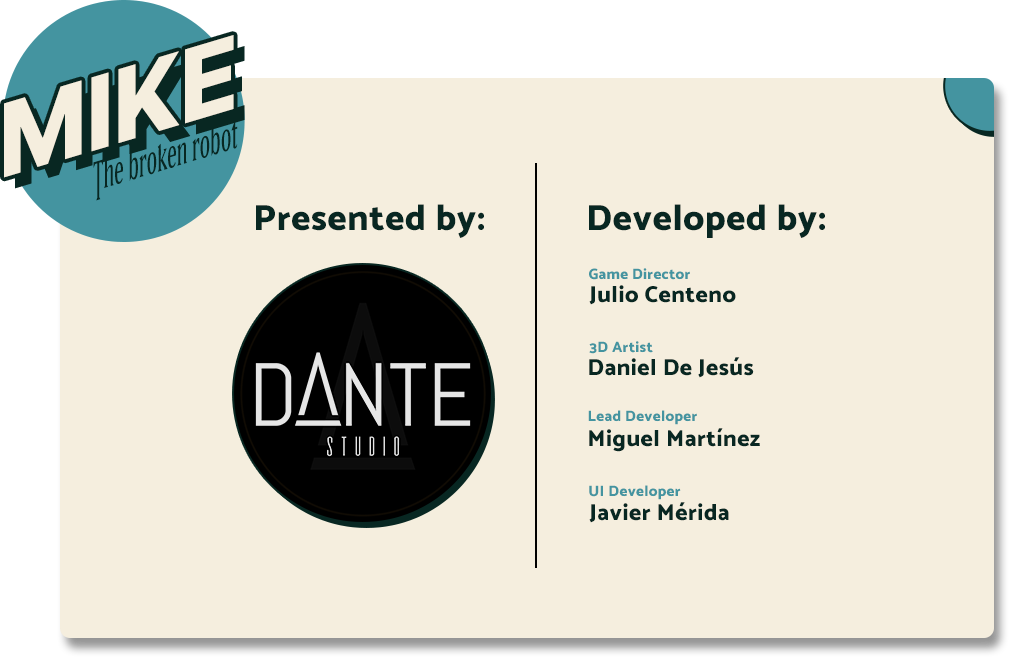 MIKE
The broken robot
Presented by:
DANTE
STUDIO
Developed by:
Game Director
Julio Centeno
3D Artist
Daniel De Jesús
Lead Developer
Miguel Martínez
UI Developer
Javier Mérida